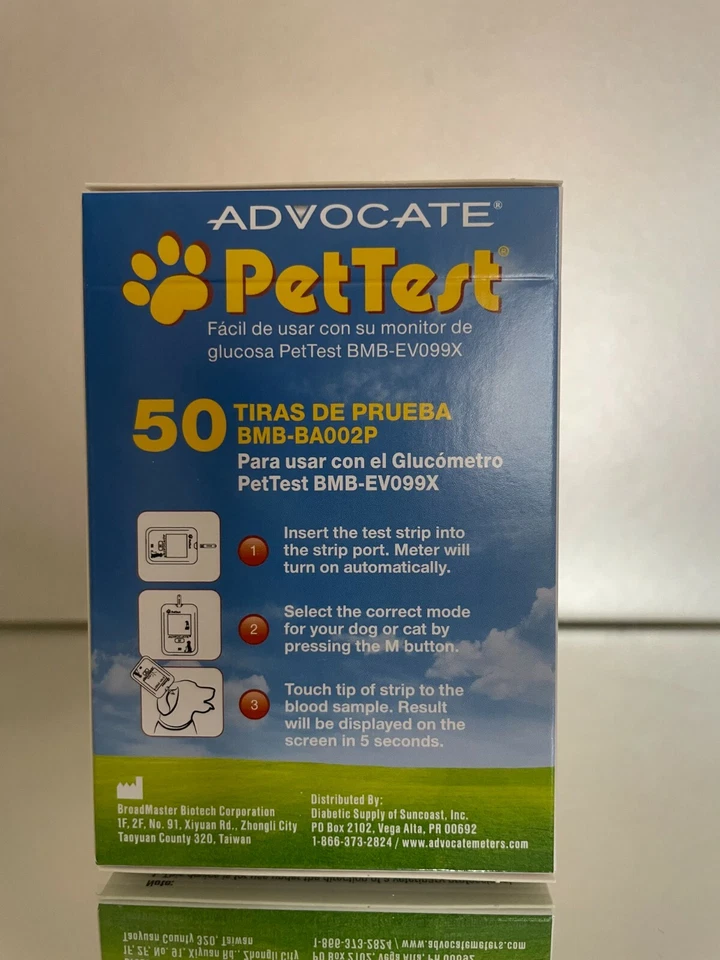 ADVOCATE®
PetTest®
Fácil de usar con su monitor de
glucosa PetTest BMB-EV099X
50 TIRAS DE PRUEBA
BMB-BA002P
Para usar con el Glucómetro
PetTest BMB-EV099X
1
Insert the test strip into
the strip port. Meter will
turn on automatically.
2
Select the correct mode
for your dog or cat by
pressing the M button.
3
Touch tip of strip to the
blood sample. Result
will be displayed on the
screen in 5 seconds.
BroadMaster Biotech Corporation
1F, 2F, No. 91, Xiyuan Rd., Zhongli City
Taoyuan County 320, Taiwan
Distributed By:
Diabetic Supply of Suncoast, Inc.
PO Box 2102, Vega Alta, PR 00692
1-866-373-2824 / www.advocatemeters.com